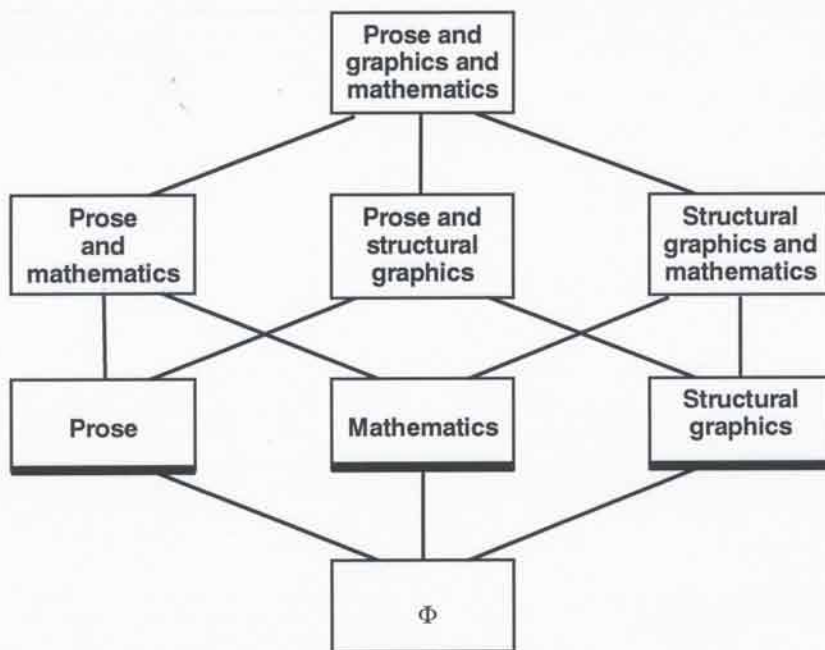 Prose and
graphics and
mathematics
Prose
and
mathematics
Prose and
structural
graphics
Structural
graphics and
mathematics
Prose
Mathematics
Structural
graphics
Φ